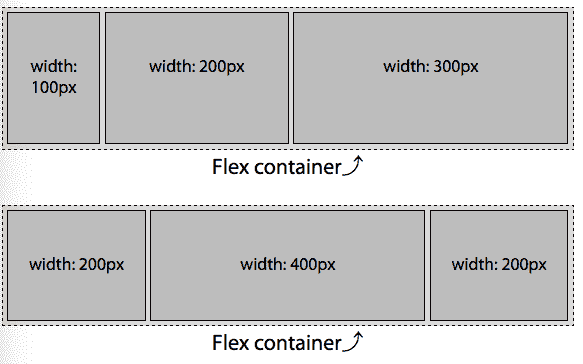 width:
100px
width: 200px
width: 300px
Flex container
width: 200px
width: 400px
width: 200px
Flex container